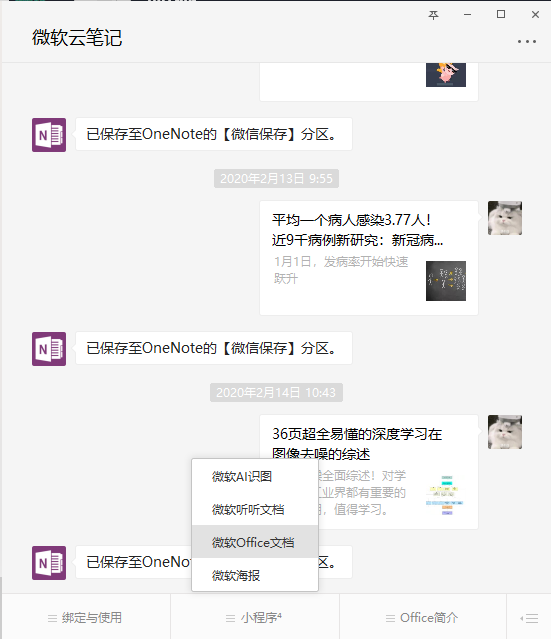 微软云笔记
已保存至OneNote的【微信保存】分区。
2020年2月13日 9:55
平均一个病人感染3.77人！
近9千病例新研究：新冠病...
1月1日，发病率开始快速
跃升
已保存至OneNote的【微信保存】分区。
2020年2月14日 10:43
36页超全易懂的深度学习在
图像去噪的综述
全面综述！对学
工业界都有重要的
，值得学习。
微软AI识图
微软听听文档
微软Office文档
微软海报
已保存至OneN
分区。
绑定与使用
小程序4
Office简介